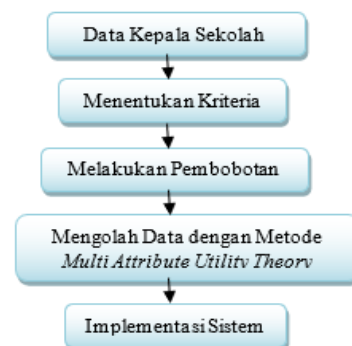 Data Kepala Sekolah
Menentukan Kriteria
Melakukan Pembobotan
Mengolah Data dengan Metode
Multi Attribute Utility Theory
Implementasi Sistem